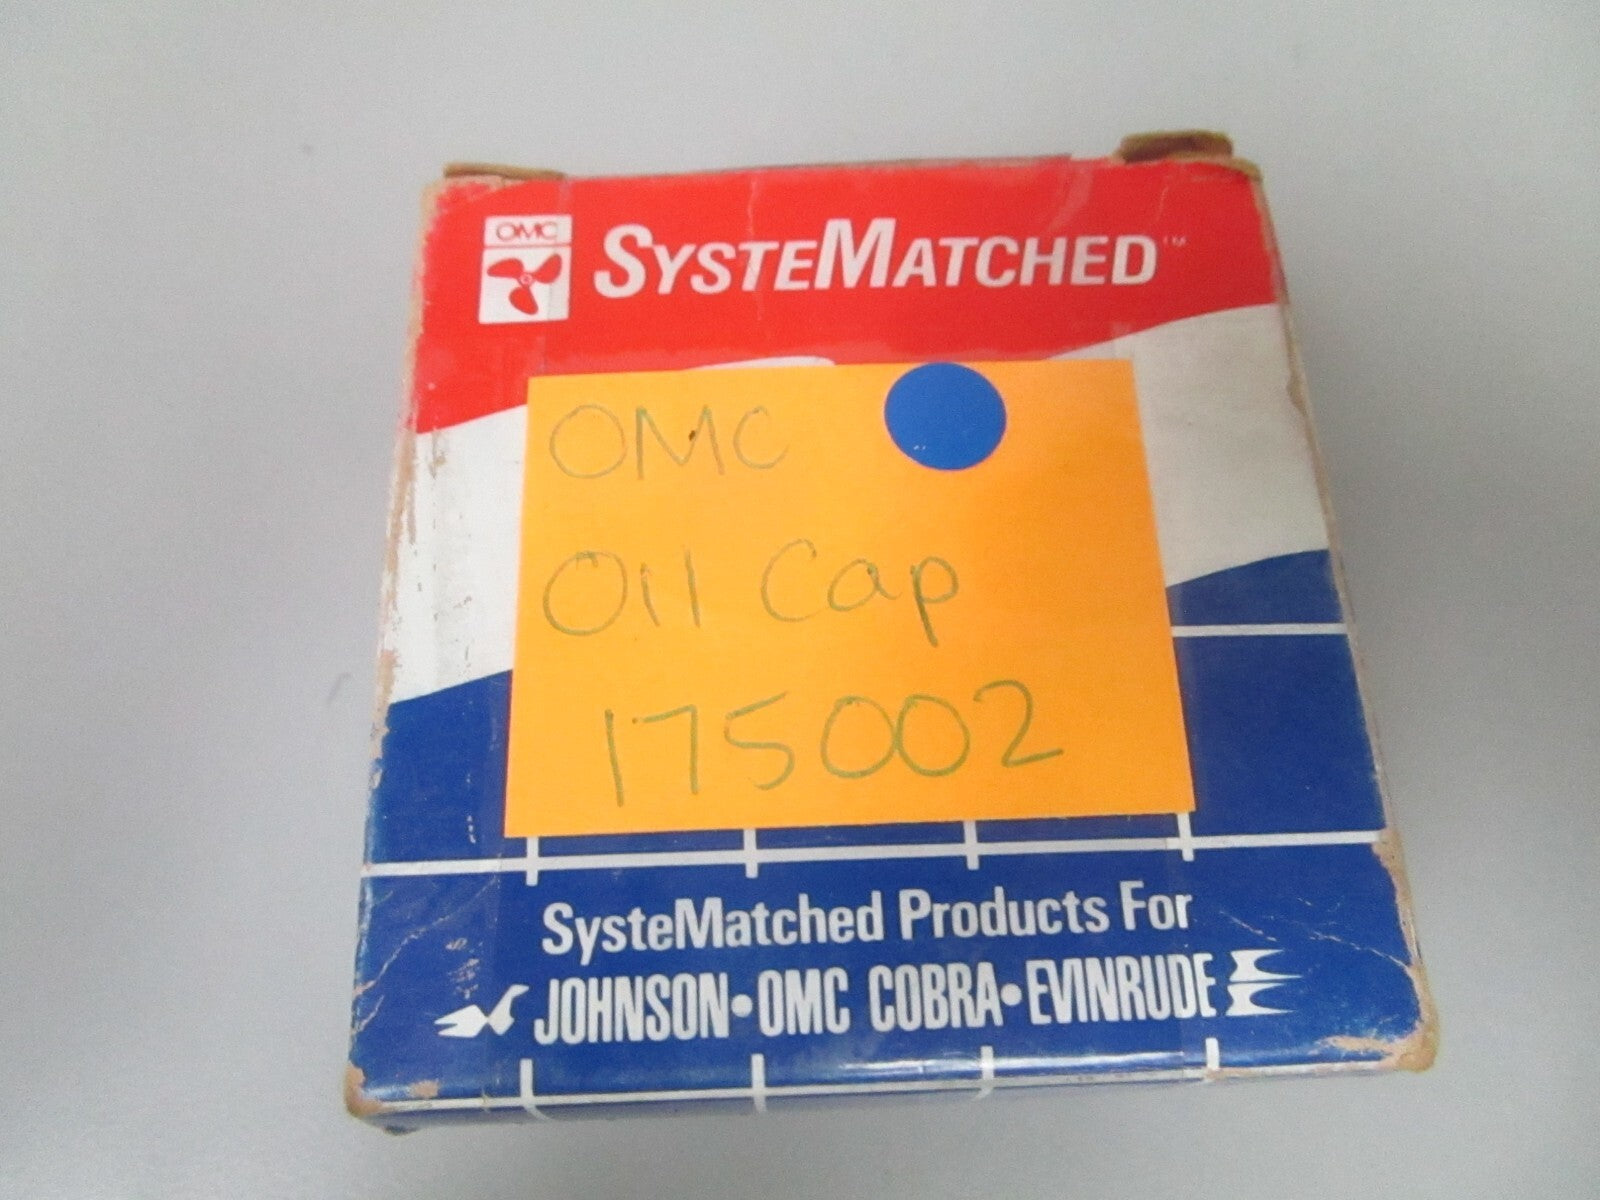 OMC
SYSTEMATCHED™
OMC
Oil Cap
175002
SysteMatched Products For
JOHNSON•OMC COBRA•EVINRUDE